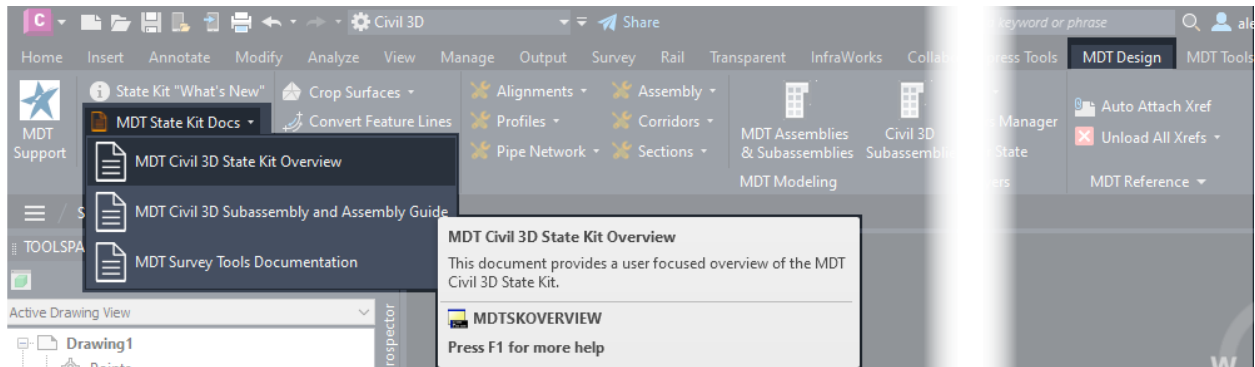 C
Civil 3D
Share
keyword or phrase
ale
Home Insert Annotate Modify Analyze View Manage Output Survey Rail Transparent InfraWorks Tools MDT Design MDT Tools
State Kit "What's New"
Crop Surfaces
Alignments
Assembly
MDT State Kit Docs
Convert Feature Lines
Profiles
Corridors
Manager
Auto Attach Xref
MDT
Support
Pipe Network
Sections
MDT Assemblies
& Subassemblies
Civil 3D
State
Unload All Xrefs
MDT Modeling
MDT Reference
MDT Civil 3D State Kit Overview
MDT Civil 3D Subassembly and Assembly Guide
MDT Survey Tools Documentation
TOOLSPA
Active Drawing View
Drawing1
MDT Civil 3D State Kit Overview
This document provides a user focused overview of the MDT
Civil 3D State Kit.
MDTSKOVERVIEW
Press F1 for more help